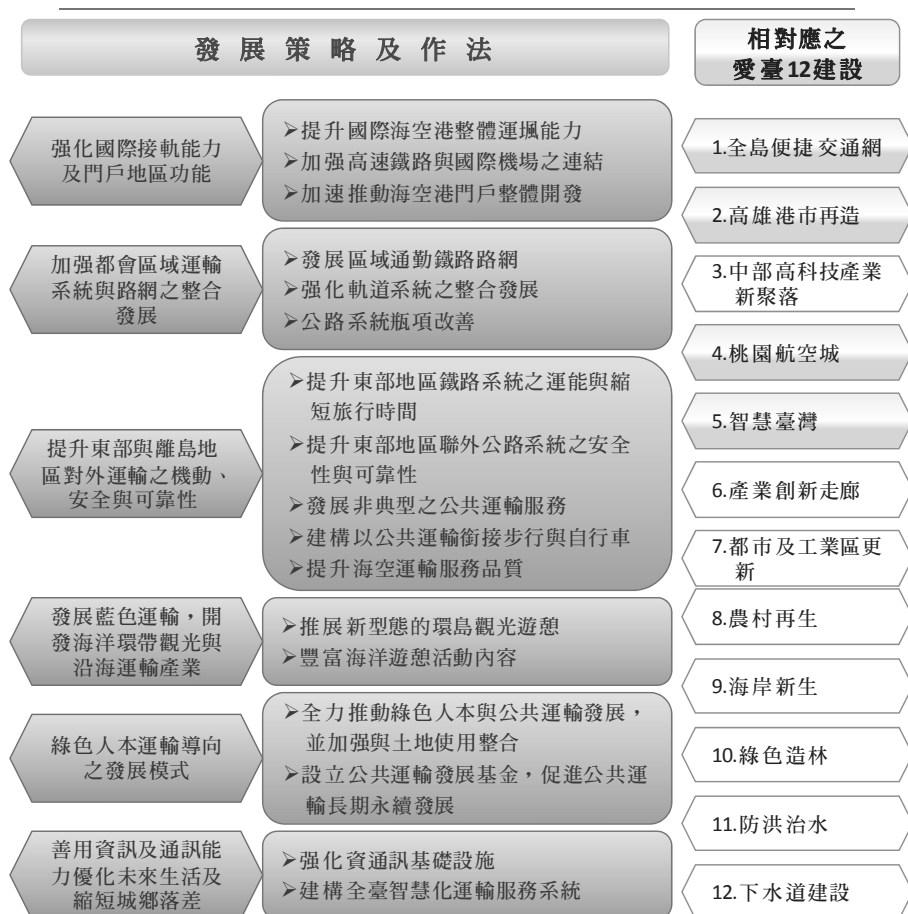 發展策略及作法
相對應之
愛臺12建設
强化國際接軌能力
及門戶地區功能
➢提升國際海空港整體運颿能力
➢加强高速鐵路與國際機場之連結
➢加速推動海空港門戶整體開發
加强都會區域運輸
系統與路網之整合
發展
➢發展區域通勤鐵路路網
➢强化軌道系統之整合發展
➢公路系統瓶項改善
提升東部與離島地
區對外運輸之機動、
安全與可靠性
➢提升東部地區鐵路系統之運能與縮
短旅行時間
➢提升東部地區聯外公路系統之安全
性與可靠性
➢發展非典型之公共運輸服務
➢建構以公共運輸銜接步行與自行車
➢提升海空運輸服務品質
發展藍色運輸，開
發海洋環帶觀光與
沿海運輸產業
➢推展新型態的環島觀光遊憩
➢豐富海洋遊憩活動內容
綠色人本運輸導向
之發展模式
➢全力推動綠色人本與公共運輸發展，
並加强與土地使用整合
➢設立公共運輸發展基金，促進公共運
輸長期永續發展
善用資訊及通訊能
力優化未來生活及
縮短城鄉落差
➢强化資通訊基礎設施
➢建構全臺智慧化運輸服務系統
1.全島便捷交通網
2.高雄港市再造
3.中部高科技產業
新聚落
4.桃園航空城
5.智慧臺灣
6.產業創新走廊
7.都市及工業區更
新
8.農村再生
9.海岸新生
10.綠色造林
11.防洪治水
12.下水道建設